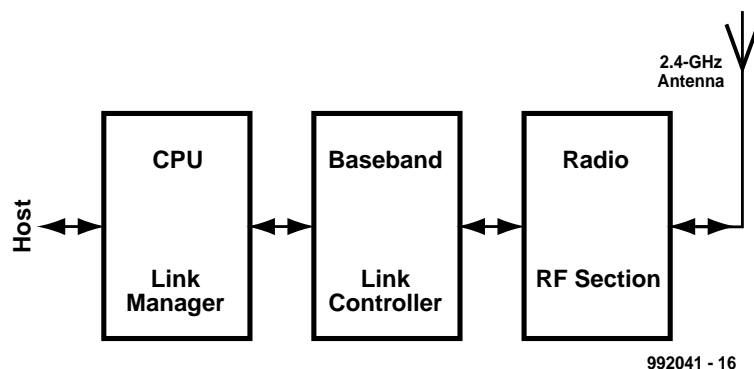 2.4-GHz
Antenna
CPU
Baseband
Radio
Host
Link
Manager
Link
Controller
RF Section
992041 - 16